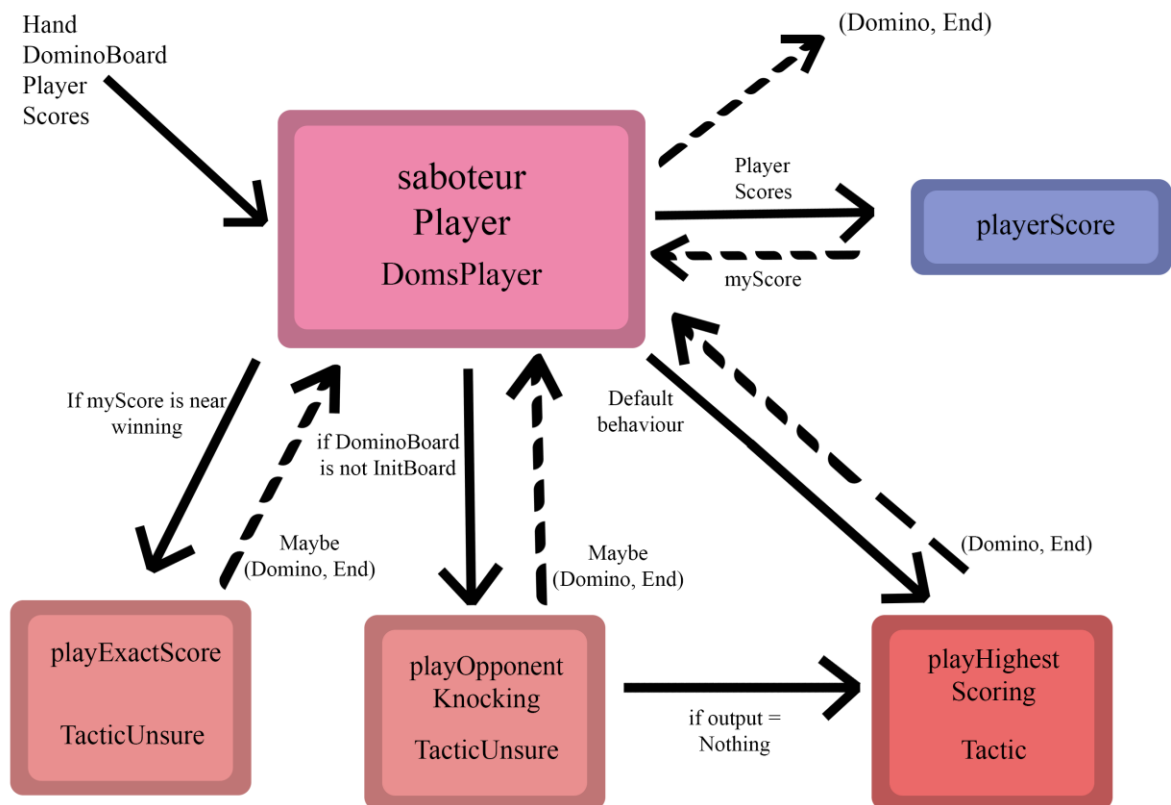 Hand
DominoBoard
Player
Scores
(Domino, End)
saboteur
Player
DomsPlayer
Player
Scores
myScore
playerScore
If myScore is near
winning
if DominoBoard
is not InitBoard
Default
behaviour
Maybe
(Domino, End)
Maybe
(Domino, End)
(Domino, End)
playExactScore
TacticUnsure
playOpponent
Knocking
TacticUnsure
if output =
Nothing
playHighest
Scoring
Tactic